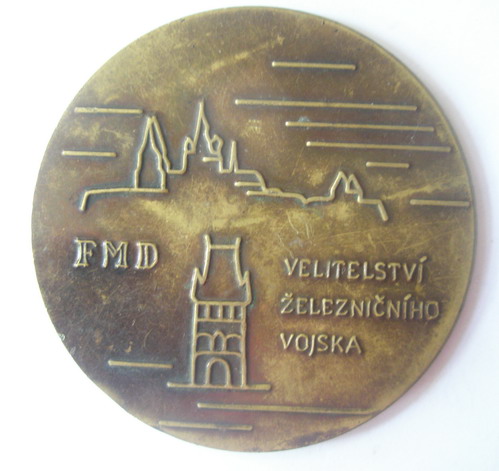 FMD
VELITELSTVÍ
ŽELEZNIČNÍHO
VOJSKA